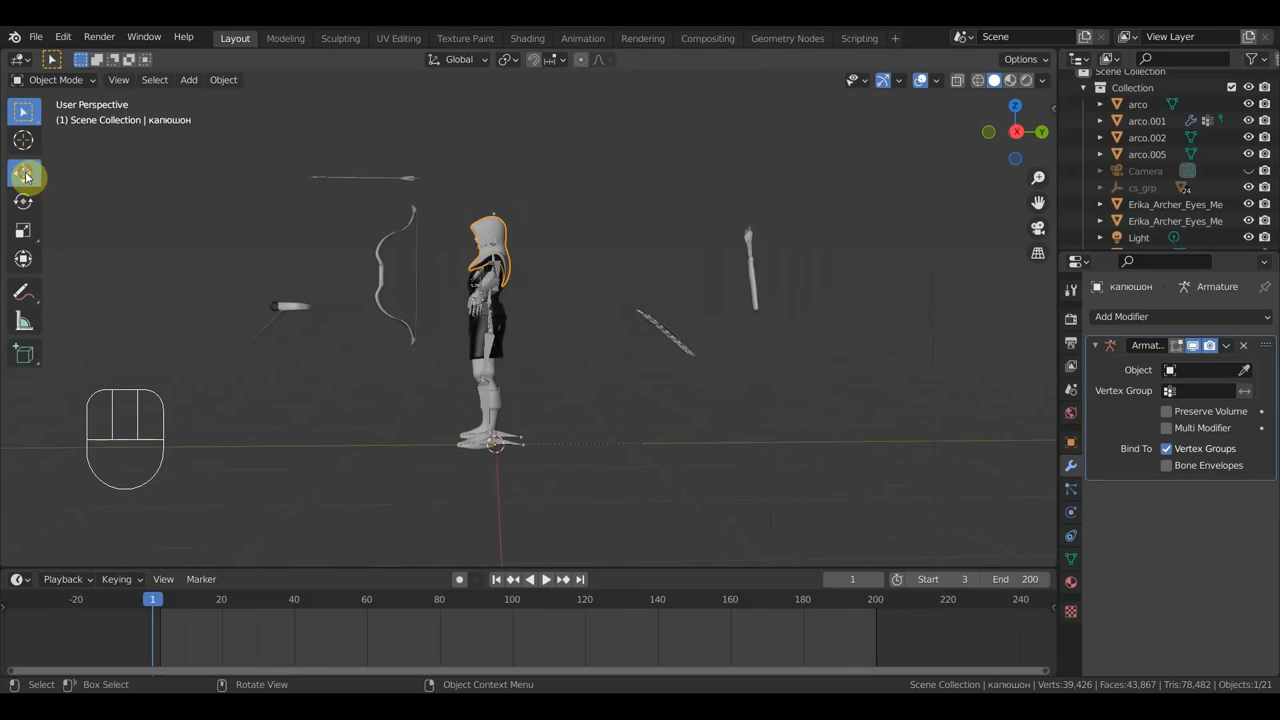 File Edit Render Window Help Layout Modeling Sculpting UV Editing Texture Paint Shading Animation Rendering Compositing Geometry Nodes Scripting + Scene View Layer
Global Options
Object Mode View Select Add Object
User Perspective
(1) Scene Collection | капюшон
Z
X
Y
Scene Collection
Collection
arco
arco.001
arco.002
arco.005
Camera
cs_grp 24
Erika_Archer_Eyes_Me
Erika_Archer_Eyes_Me
Light
капюшон Armature
Add Modifier
Armat...
Object
Vertex Group
Preserve Volume
Multi Modifier
Bind To Vertex Groups
Bone Envelopes
Playback Keying View Marker 1 Start 3 End 200
-20 1 20 40 60 80 100 120 140 160 180 200 220 240
Select Box Select Rotate View Object Context Menu Scene Collection | капюшон | Verts:39,426 | Faces:43,867 | Tris:78,482 | Objects:1/21